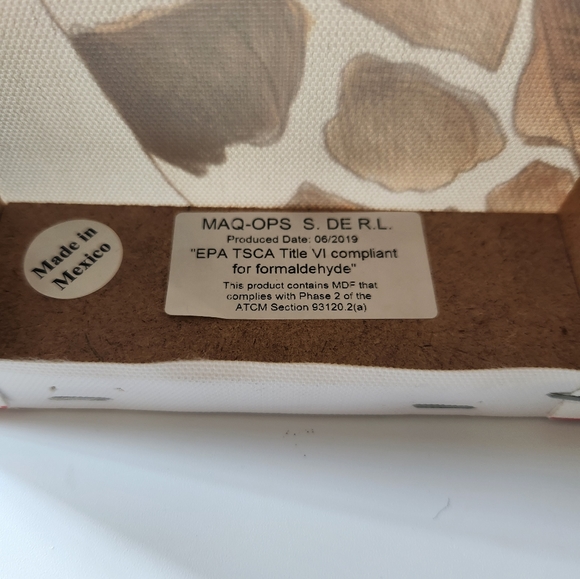 Made in
Mexico
MAQ-OPS S. DE R.L.
Produced Date: 06/2019
"EPA TSCA Title VI compliant
for formaldehyde"
This product contains MDF that
complies with Phase 2 of the
ATCM Section 93120.2(a)